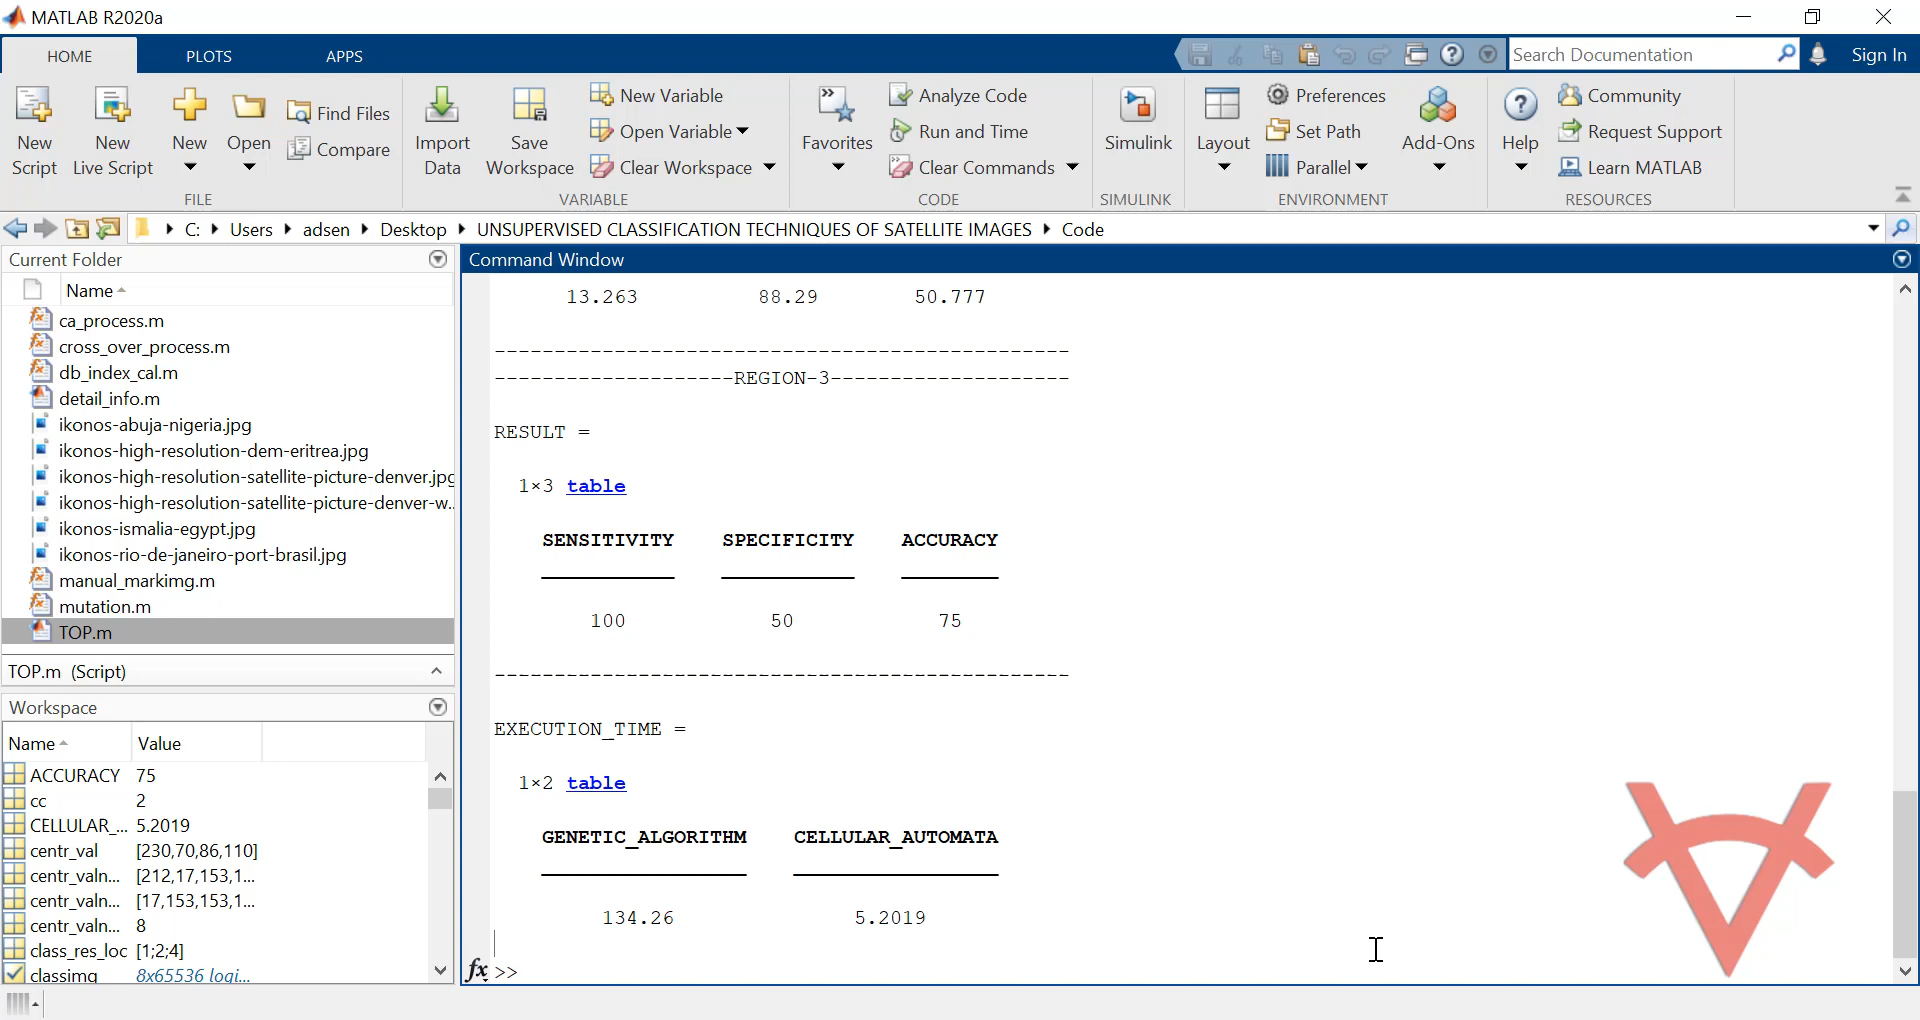 MATLAB R2020a
HOME PLOTS APPS
Search Documentation
Sign In
New Script
New Live Script
New
Open
Find Files
Compare
FILE
Import Data
Save Workspace
New Variable
Open Variable
Clear Workspace
VARIABLE
Favorites
Analyze Code
Run and Time
Clear Commands
CODE
Simulink
SIMULINK
Layout
Preferences
Set Path
Parallel
Add-Ons
ENVIRONMENT
Help
Community
Request Support
Learn MATLAB
RESOURCES
C: Users adsen Desktop UNSUPERVISED CLASSIFICATION TECHNIQUES OF SATELLITE IMAGES Code
Current Folder
Name
ca_process.m
cross_over_process.m
db_index_cal.m
detail_info.m
ikonos-abuja-nigeria.jpg
ikonos-high-resolution-dem-eritrea.jpg
ikonos-high-resolution-satellite-picture-denver.jpg
ikonos-high-resolution-satellite-picture-denver-w...
ikonos-ismalia-egypt.jpg
ikonos-rio-de-janeiro-port-brasil.jpg
manual_markimg.m
mutation.m
TOP.m
TOP.m (Script)
Workspace
Name Value
ACCURACY 75
cc 2
CELLULAR_... 5.2019
centr_val [230,70,86,110]
centr_valn... [212,17,153,1...
centr_valn... [17,153,153,1...
centr_valn... 8
class_res_loc [1;2;4]
classimg 8x65536 logi...
Command Window
13.263 88.29 50.777
------------------------------------------------
--------------------REGION-3--------------------
RESULT =
1×3 table
SENSITIVITY SPECIFICITY ACCURACY
100 50 75
------------------------------------------------
EXECUTION_TIME =
1×2 table
GENETIC_ALGORITHM CELLULAR_AUTOMATA
134.26 5.2019
fx >>